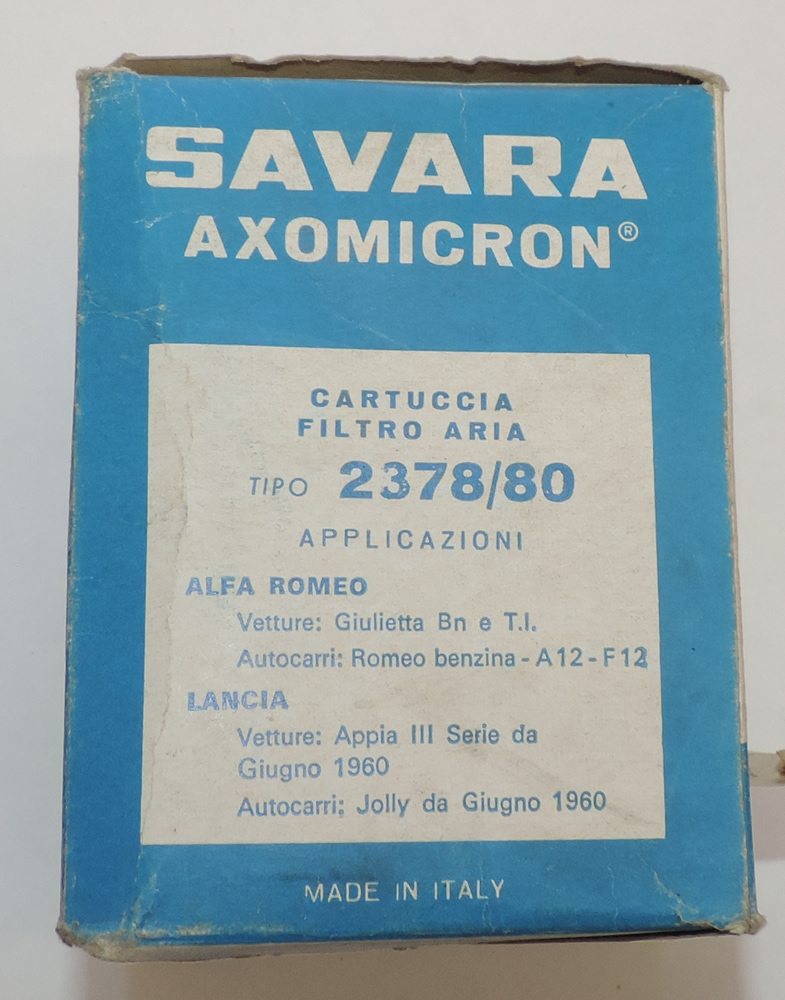 SAVARA
AXOMICRON®
CARTUCCIA
FILTRO ARIA
TIPO 2378/80
APPLICAZIONI
ALFA ROMEO
Vetture: Giulietta Bn e T.I.
Autocarri: Romeo benzina - A12 - F12
LANCIA
Vetture: Appia III Serie da
Giugno 1960
Autocarri: Jolly da Giugno 1960
MADE IN ITALY